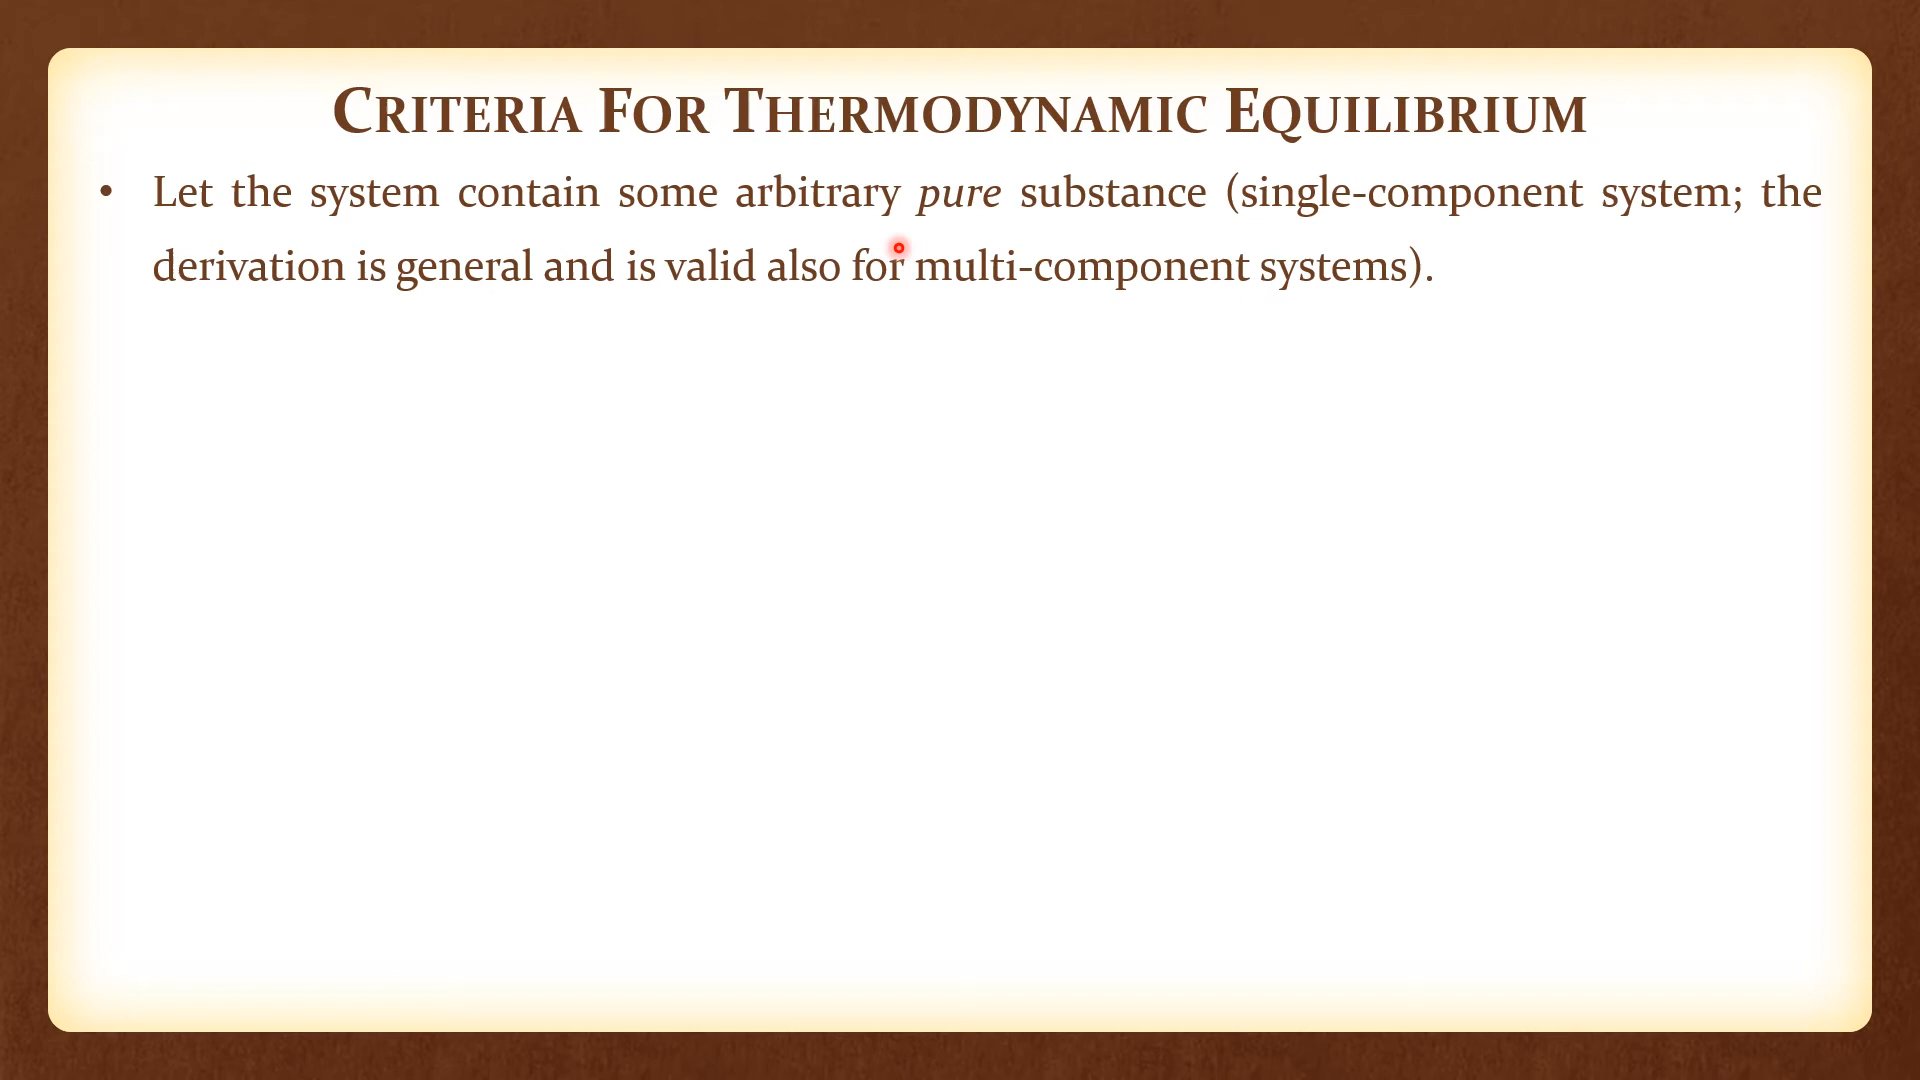 CRITERIA FOR THERMODYNAMIC EQUILIBRIUM
• Let the system contain some arbitrary pure substance (single-component system; the
derivation is general and is valid also for multi-component systems).